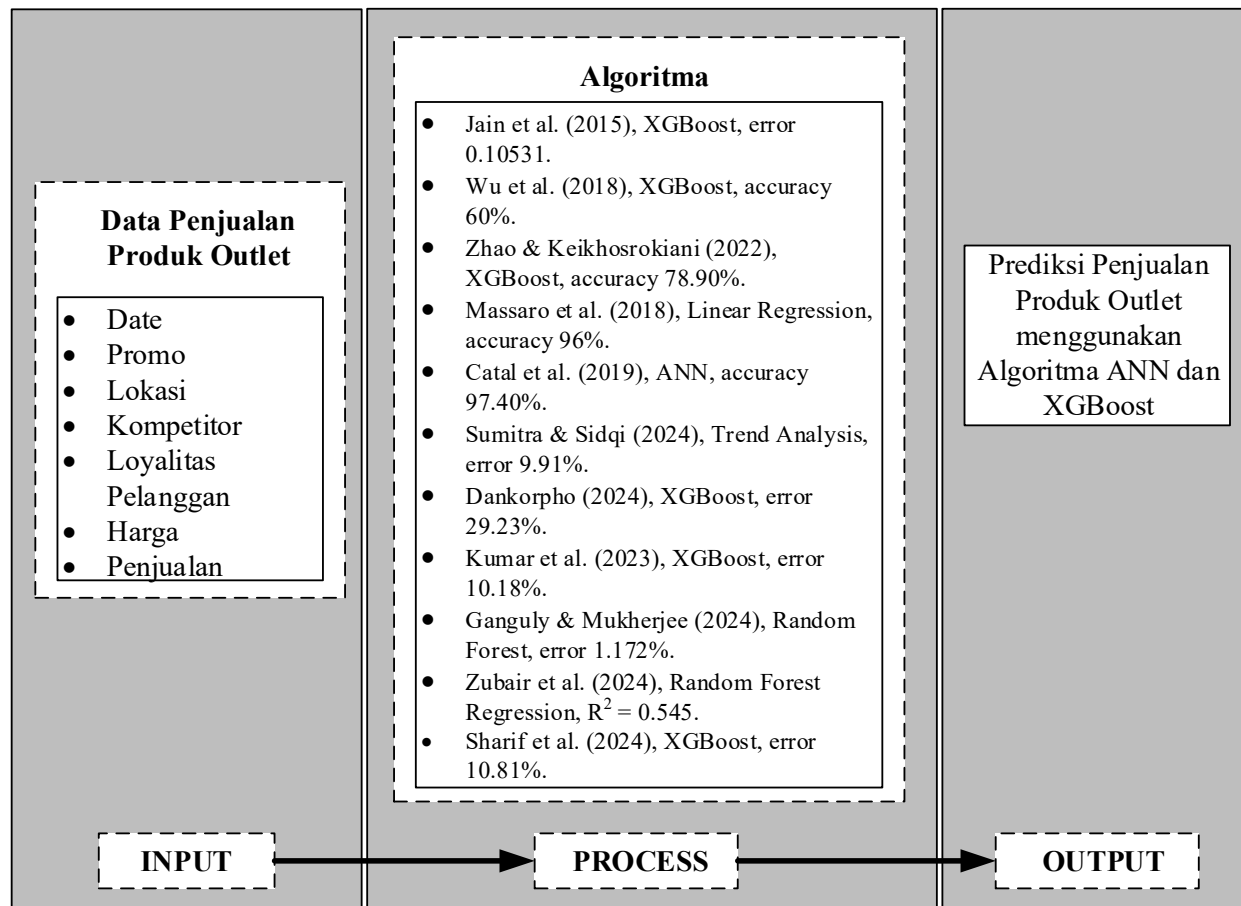 Data Penjualan
Produk Outlet
• Date
• Promo
• Lokasi
• Kompetitor
• Loyalitas
Pelanggan
• Harga
• Penjualan
Algoritma
• Jain et al. (2015), XGBoost, error
0.10531.
• Wu et al. (2018), XGBoost, accuracy
60%.
• Zhao & Keikhosrokiani (2022),
XGBoost, accuracy 78.90%.
• Massaro et al. (2018), Linear Regression,
accuracy 96%.
• Catal et al. (2019), ANN, accuracy
97.40%.
• Sumitra & Sidqi (2024), Trend Analysis,
error 9.91%.
• Dankorpho (2024), XGBoost, error
29.23%.
• Kumar et al. (2023), XGBoost, error
10.18%.
• Ganguly & Mukherjee (2024), Random
Forest, error 1.172%.
• Zubair et al. (2024), Random Forest
Regression, R² = 0.545.
• Sharif et al. (2024), XGBoost, error
10.81%.
Prediksi Penjualan
Produk Outlet
menggunakan
Algoritma ANN dan
XGBoost
INPUT
PROCESS
OUTPUT